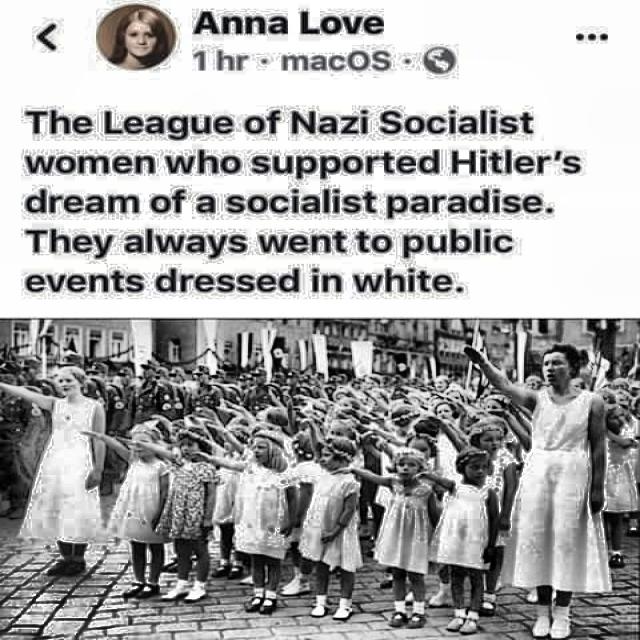 Anna Love
1 hr · macOS ·
The League of Nazi Socialist
women who supported Hitler's
dream of a socialist paradise.
They always went to public
events dressed in white.